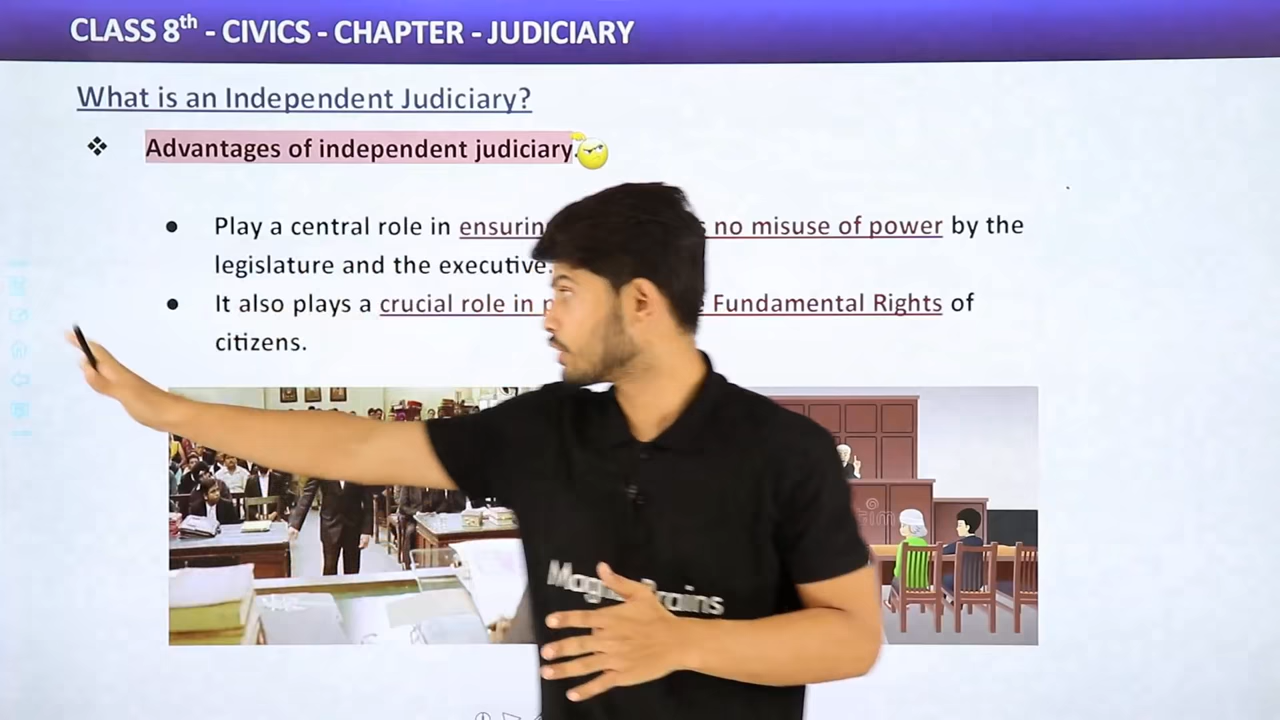 CLASS 8th - CIVICS - CHAPTER - JUDICIARY
What is an Independent Judiciary?
❖ Advantages of independent judiciary.
● Play a central role in no misuse of power by the
legislature and the executive.
● It also plays a crucial role in Fundamental Rights of
citizens.